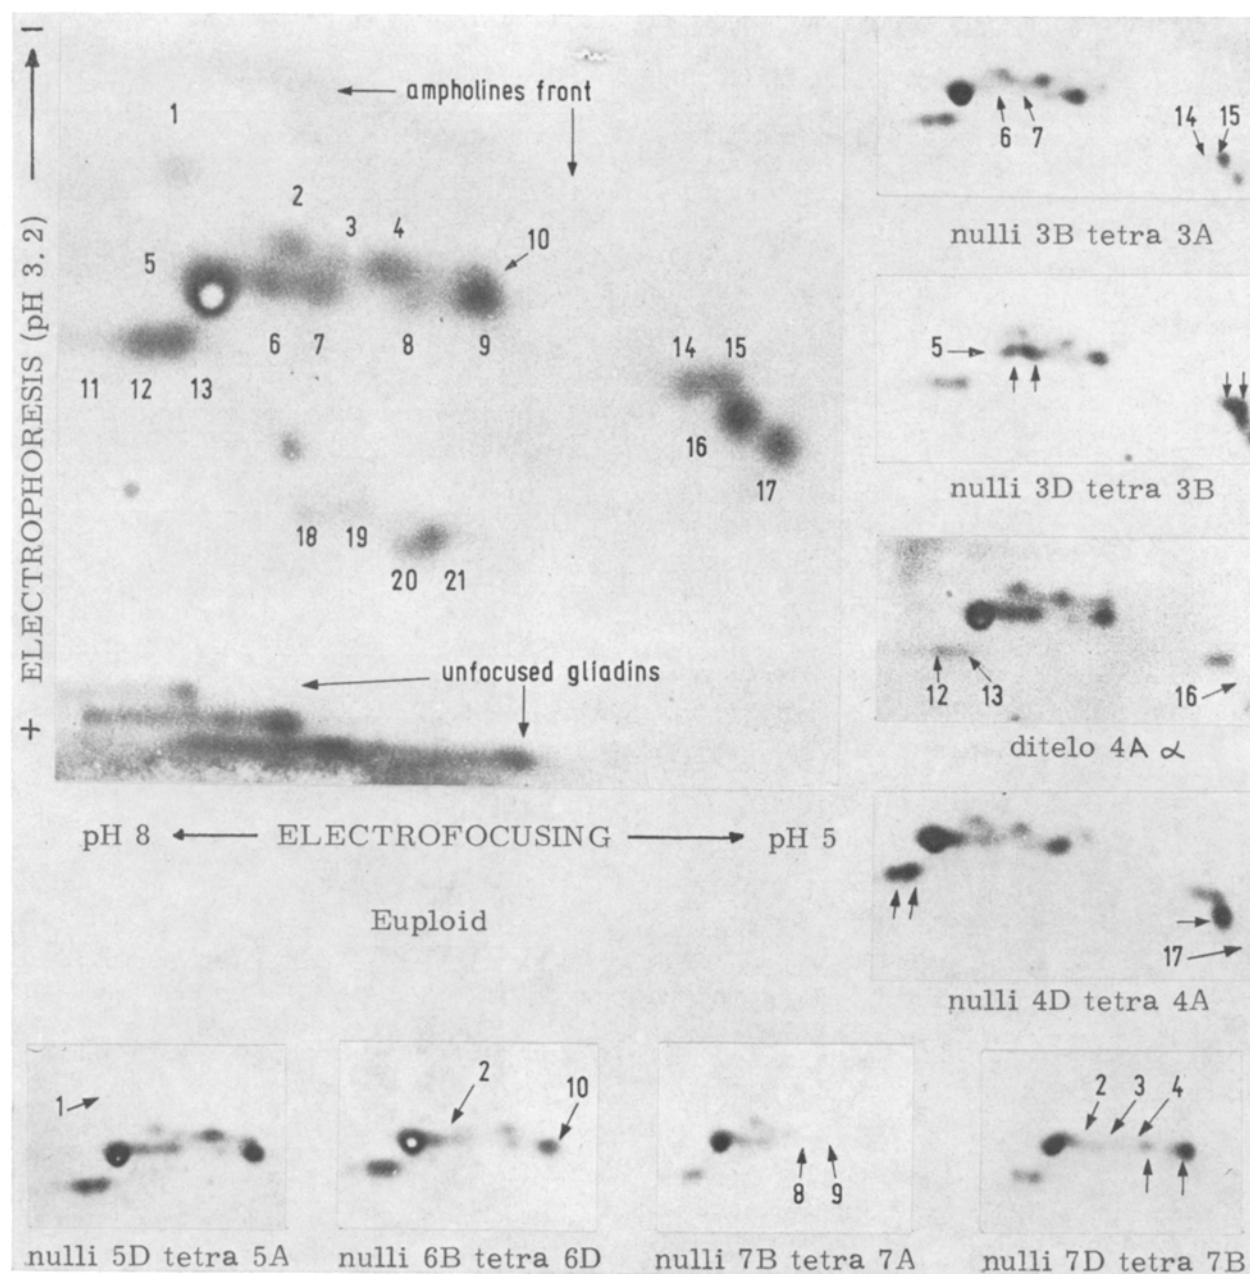 ampholines front
1
2
3
4
10
5
6
7
8
9
14
15
11
12
13
16
17
18
19
20
21
unfocused gliadins
− ELECTROPHORESIS (pH 3.2) +
pH 8 ELECTROFOCUSING pH 5
Euploid
6 7
14 15
nulli 3B tetra 3A
5
nulli 3D tetra 3B
12 13 16
ditelo 4A α
17
nulli 4D tetra 4A
1
nulli 5D tetra 5A
2 10
nulli 6B tetra 6D
8 9
nulli 7B tetra 7A
2 3 4
nulli 7D tetra 7B